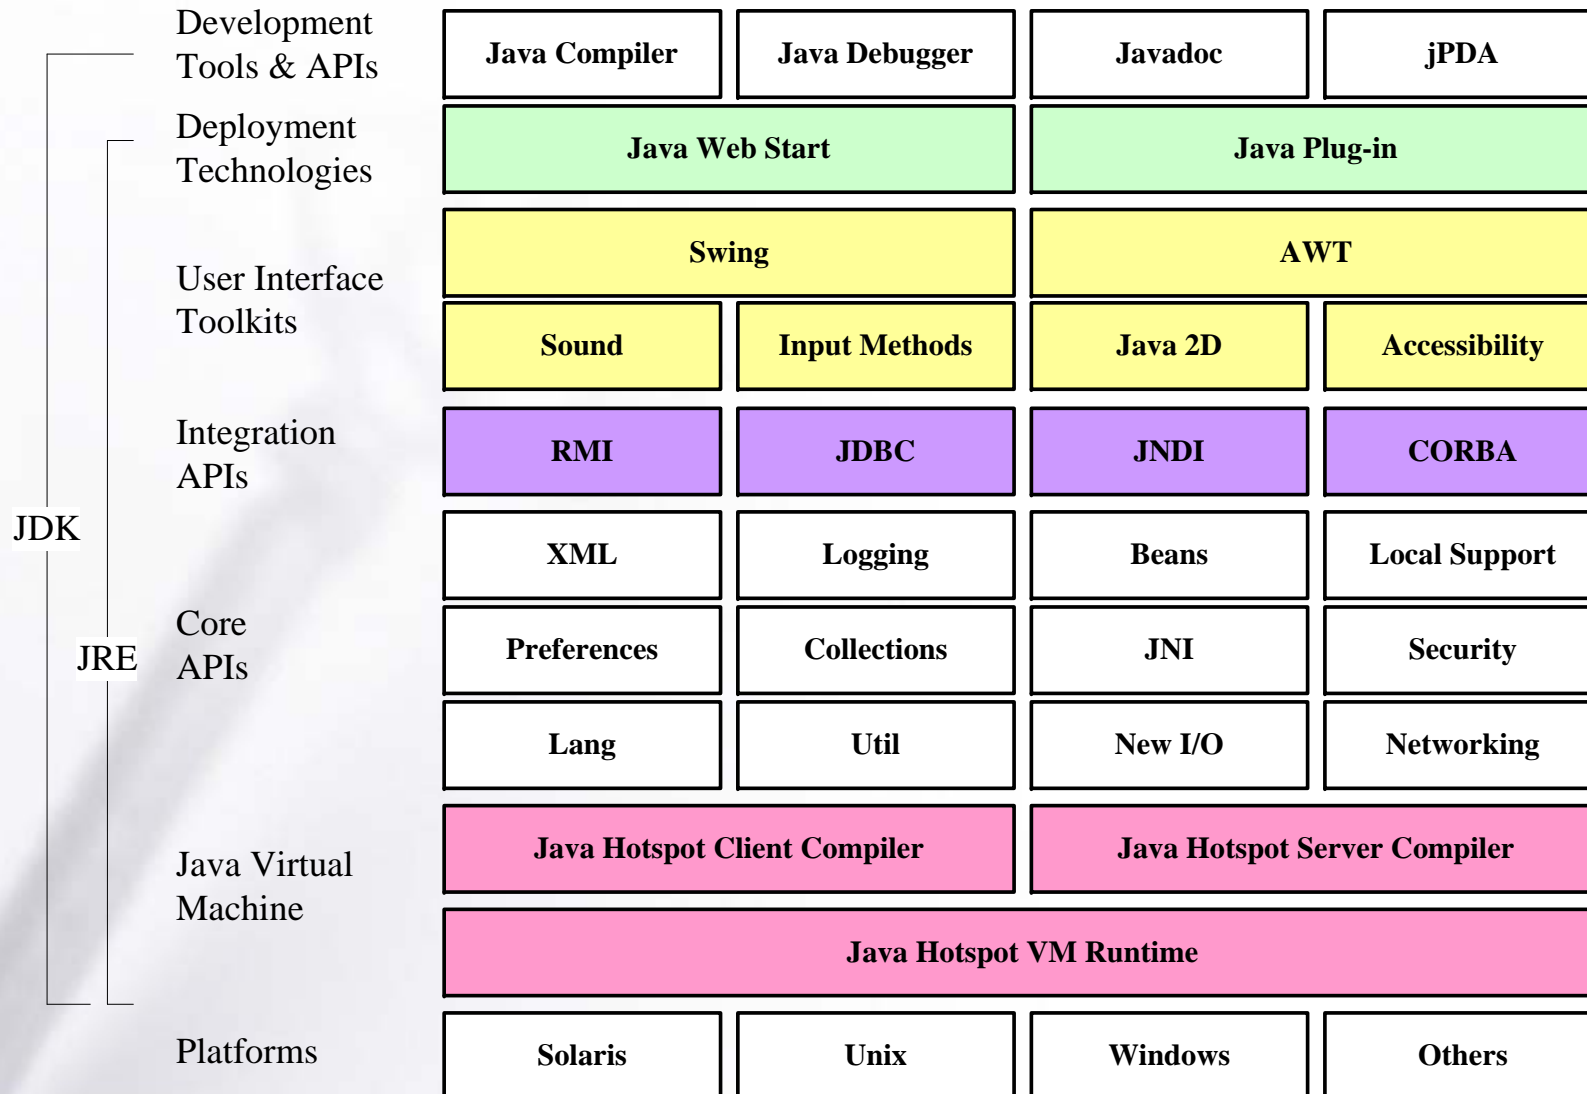 Development
Tools & APIs
Java Compiler
Java Debugger
Javadoc
jPDA
Deployment
Technologies
Java Web Start
Java Plug-in
User Interface
Toolkits
Swing
AWT
Sound
Input Methods
Java 2D
Accessibility
Integration
APIs
RMI
JDBC
JNDI
CORBA
JDK
XML
Logging
Beans
Local Support
JRE
Core
APIs
Preferences
Collections
JNI
Security
Lang
Util
New I/O
Networking
Java Virtual
Machine
Java Hotspot Client Compiler
Java Hotspot Server Compiler
Java Hotspot VM Runtime
Platforms
Solaris
Unix
Windows
Others